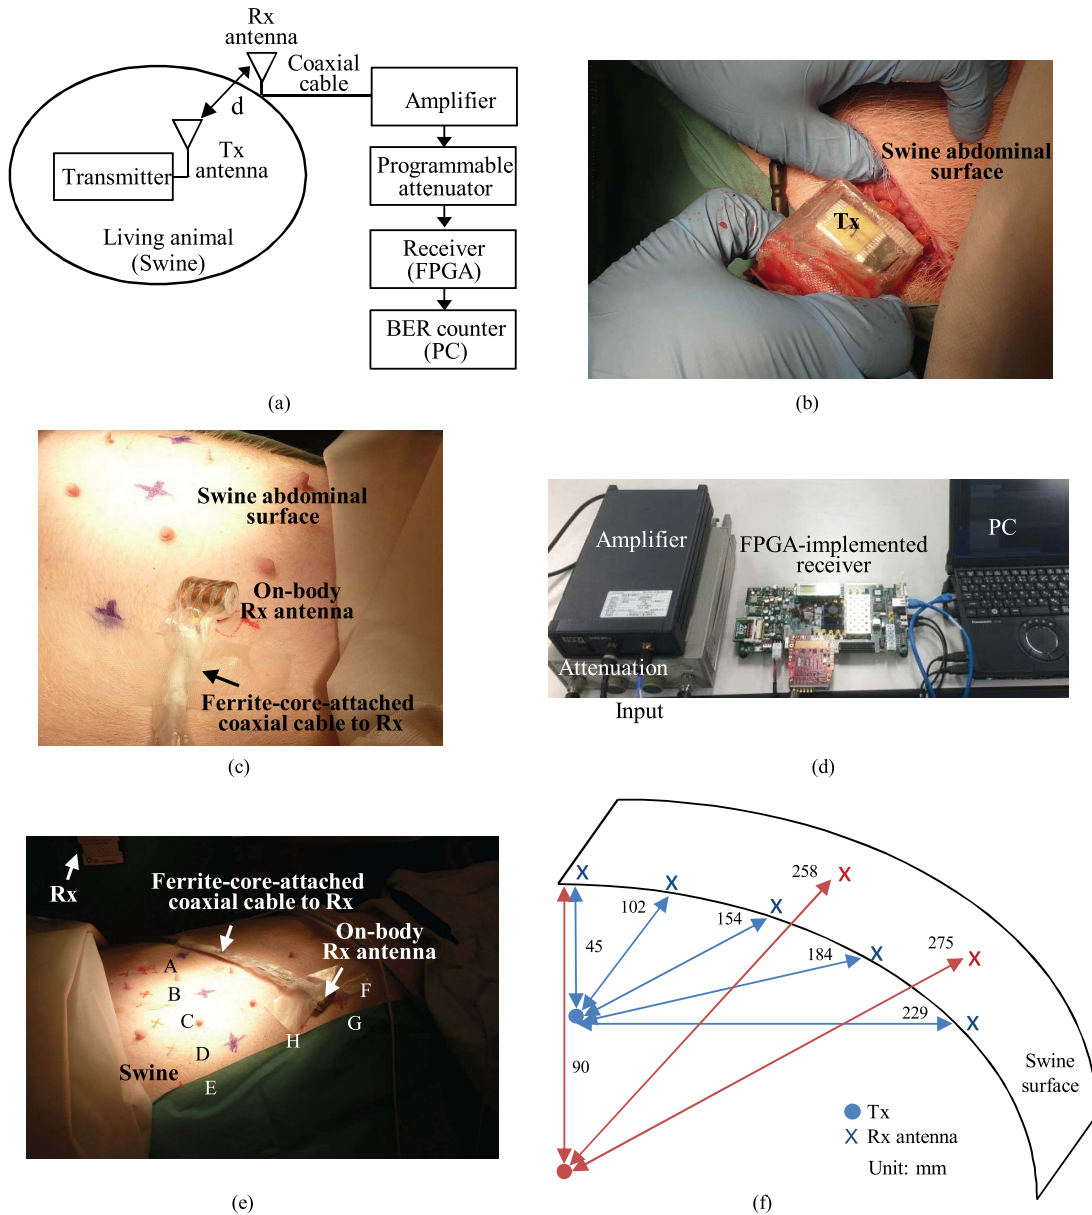 Rx
antenna
Coaxial
cable
Amplifier
d
Tx
antenna
Transmitter
Programmable
attenuator
Living animal
(Swine)
Receiver
(FPGA)
BER counter
(PC)
(a)
Swine abdominal
surface
Tx
(b)
Swine abdominal
surface
On-body
Rx antenna
Ferrite-core-attached
coaxial cable to Rx
(c)
Amplifier
FPGA-implemented
receiver
PC
Attenuation
Input
(d)
Rx
Ferrite-core-attached
coaxial cable to Rx
On-body
Rx antenna
A
B
C
D
E
F
G
H
Swine
(e)
X
X
258
X
102
154
X
45
184
X
275
X
229
X
90
Swine
surface
Tx
X Rx antenna
Unit: mm
(f)